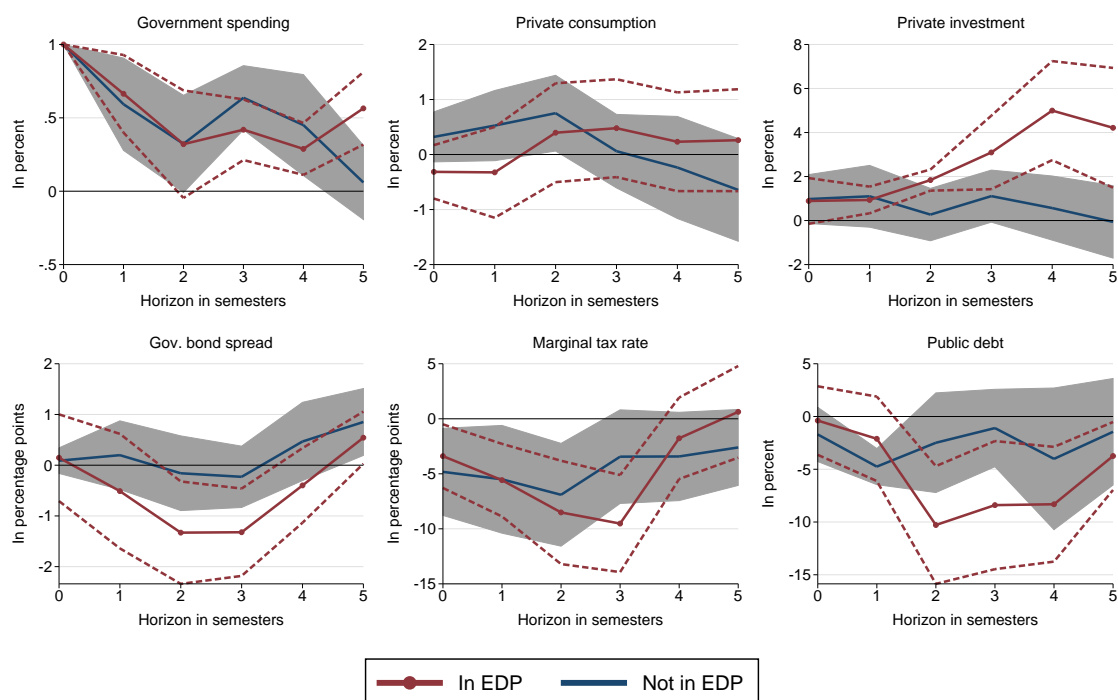 Government spending
In percent
1
.5
0
-.5
0 1 2 3 4 5
Horizon in semesters
Private consumption
In percent
2
1
0
-1
-2
0 1 2 3 4 5
Horizon in semesters
Private investment
In percent
8
6
4
2
0
-2
0 1 2 3 4 5
Horizon in semesters
Gov. bond spread
In percentage points
2
1
0
-1
-2
0 1 2 3 4 5
Horizon in semesters
Marginal tax rate
In percentage points
5
0
-5
-10
-15
0 1 2 3 4 5
Horizon in semesters
Public debt
In percent
5
0
-5
-10
-15
0 1 2 3 4 5
Horizon in semesters
In EDP Not in EDP